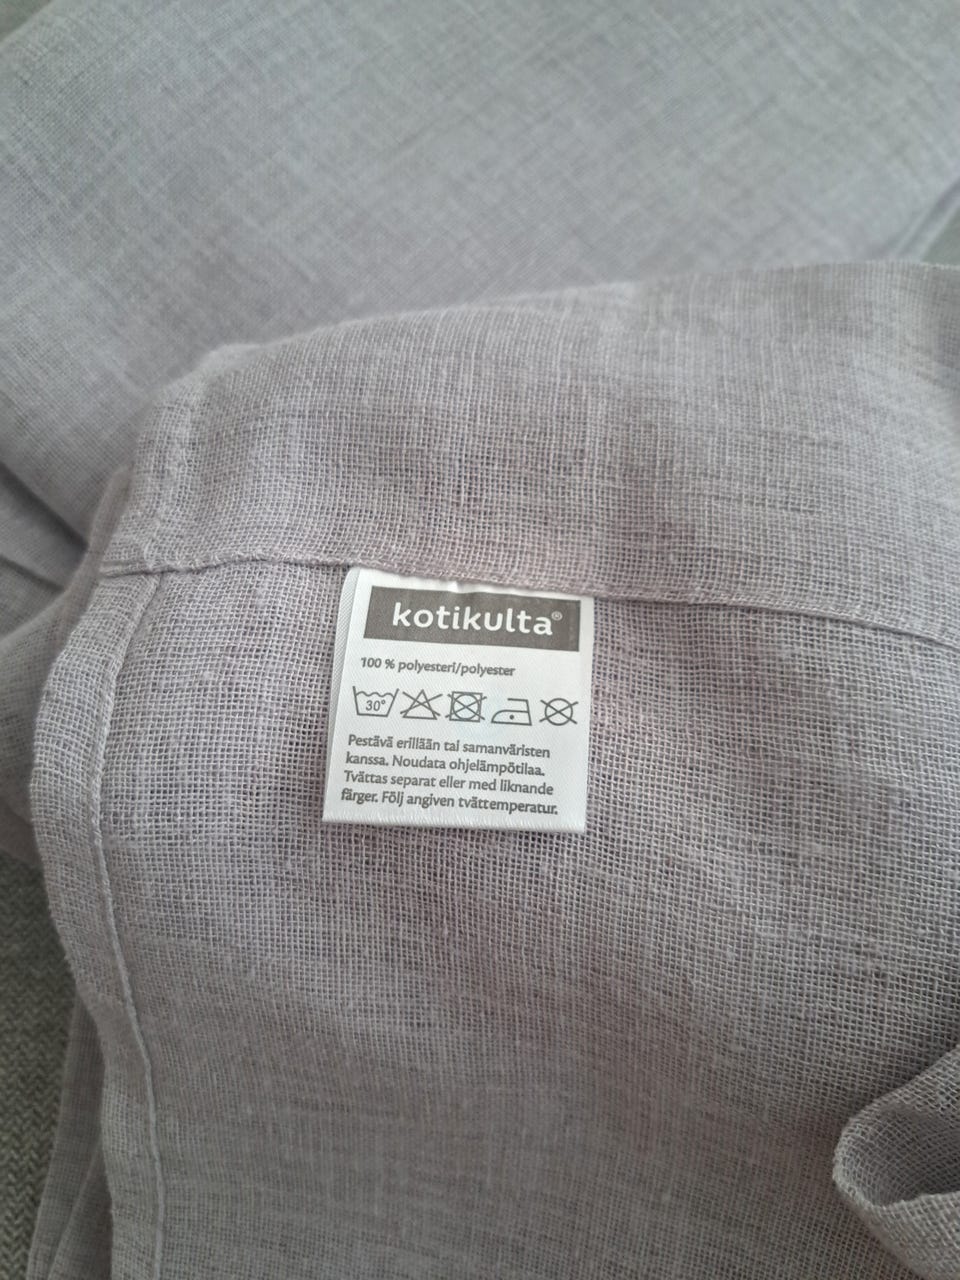 kotikulta®
100 % polyesteri/polyester
30°
Pestävä erillään tai samanväristen
kanssa. Noudata ohjelämpötilaa.
Tvättas separat eller med liknande
färger. Följ angiven tvättemperatur.